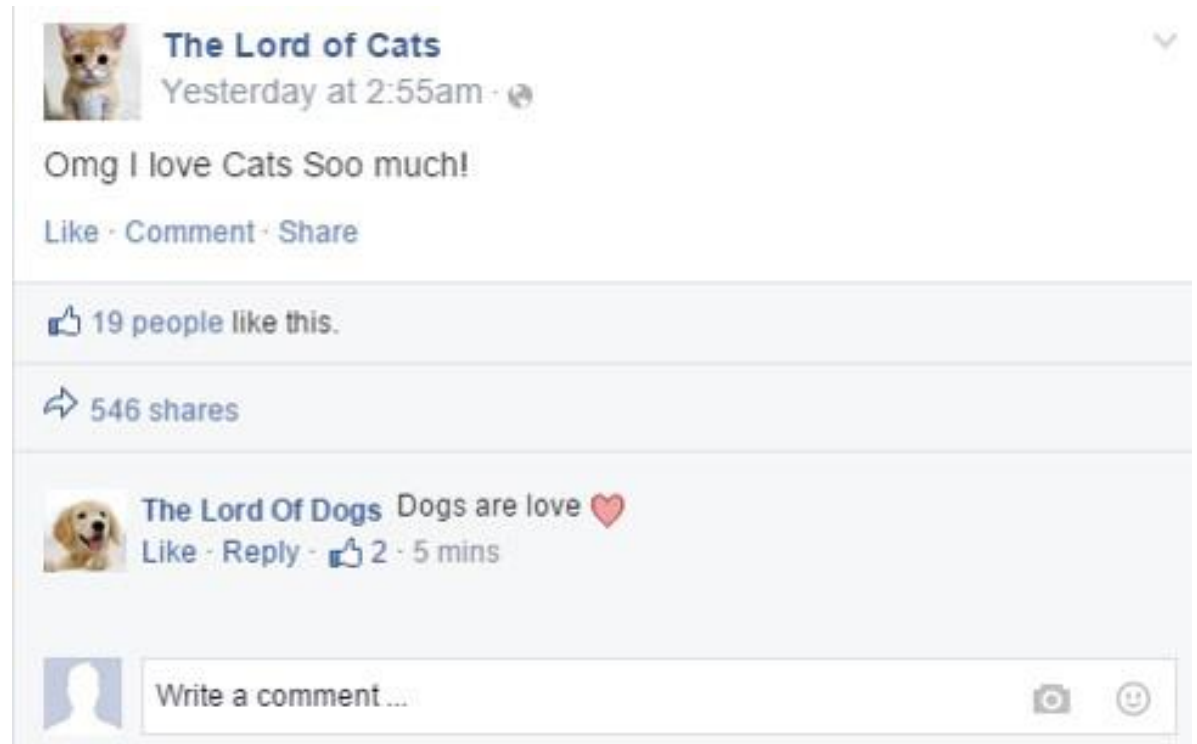 The Lord of Cats
Yesterday at 2:55am ·
Omg I love Cats Soo much!
Like · Comment · Share
19 people like this.
546 shares
The Lord Of Dogs Dogs are love
Like · Reply · 2 · 5 mins
Write a comment ...